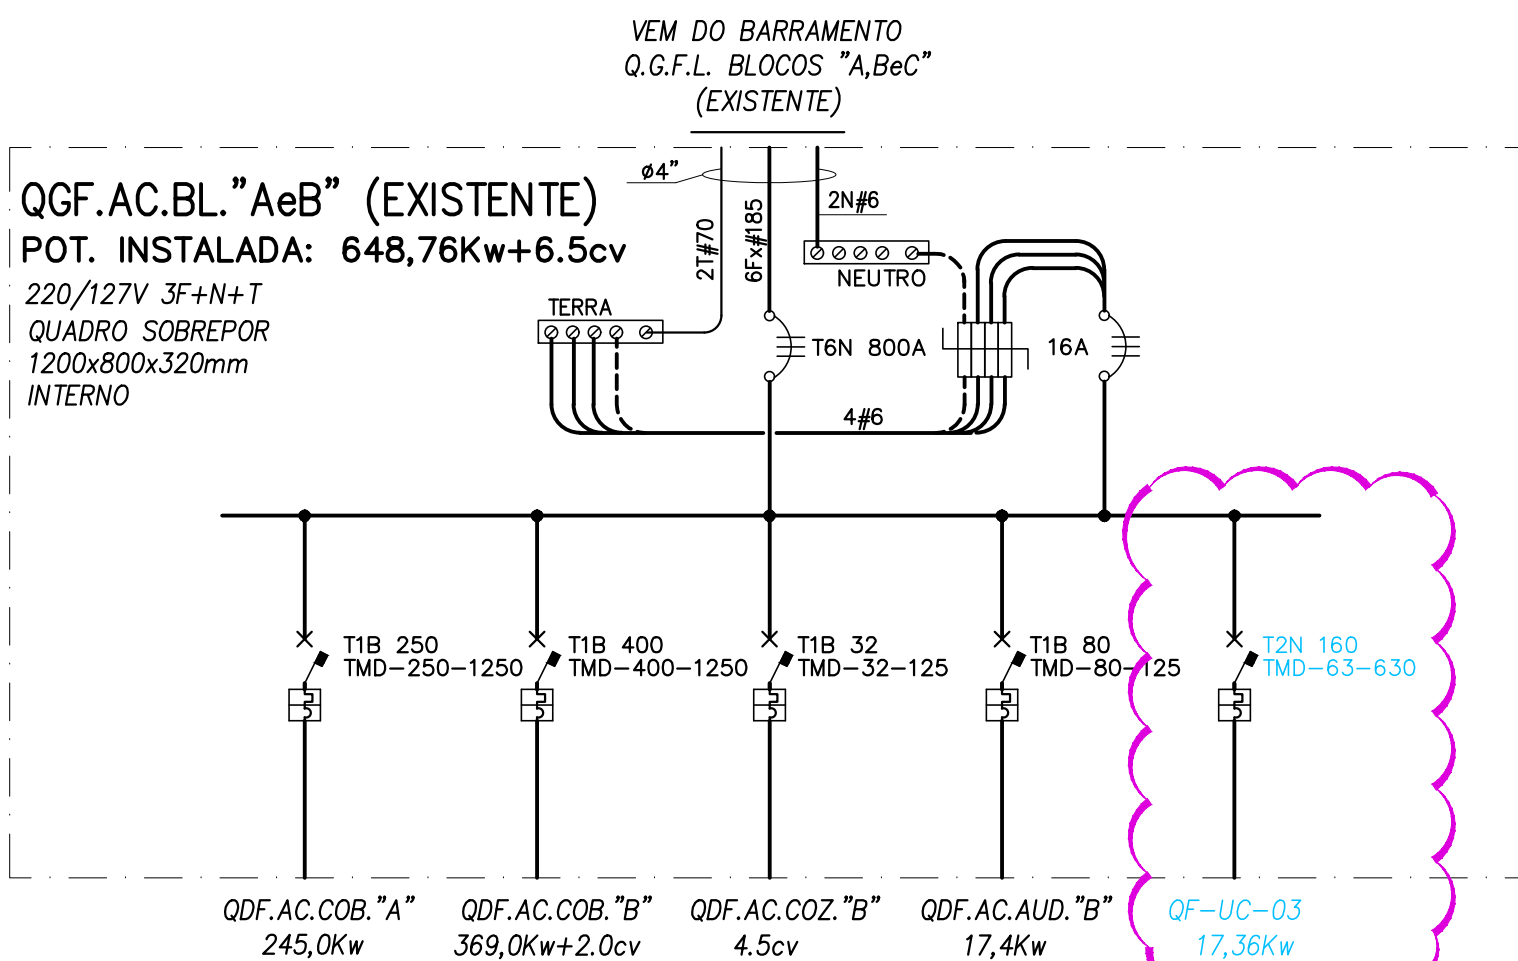 VEM DO BARRAMENTO
Q.G.F.L. BLOCOS "A,BeC"
(EXISTENTE)
QGF.AC.BL."AeB" (EXISTENTE)
POT. INSTALADA: 648,76Kw+6.5cv
220/127V 3F+N+T
QUADRO SOBREPOR
1200x800x320mm
INTERNO
ø4"
2T#70
6Fx#185
2N#6
NEUTRO
TERRA
T6N 800A
16A
4#6
T1B 250
TMD-250-1250
T1B 400
TMD-400-1250
T1B 32
TMD-32-125
T1B 80
TMD-80-125
T2N 160
TMD-63-630
QDF.AC.COB."A"
245,0Kw
QDF.AC.COB."B"
369,0Kw+2.0cv
QDF.AC.COZ."B"
4.5cv
QDF.AC.AUD."B"
17,4Kw
QF-UC-03
17,36Kw